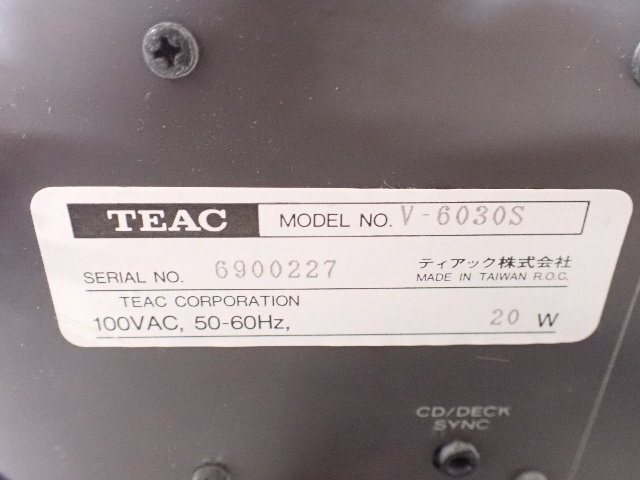 TEAC MODEL NO. V-6030S
SERIAL NO. 6900227 ティアック株式会社
MADE IN TAIWAN R.O.C.
TEAC CORPORATION
100VAC, 50-60Hz, 20 W
CD/DECK
SYNC